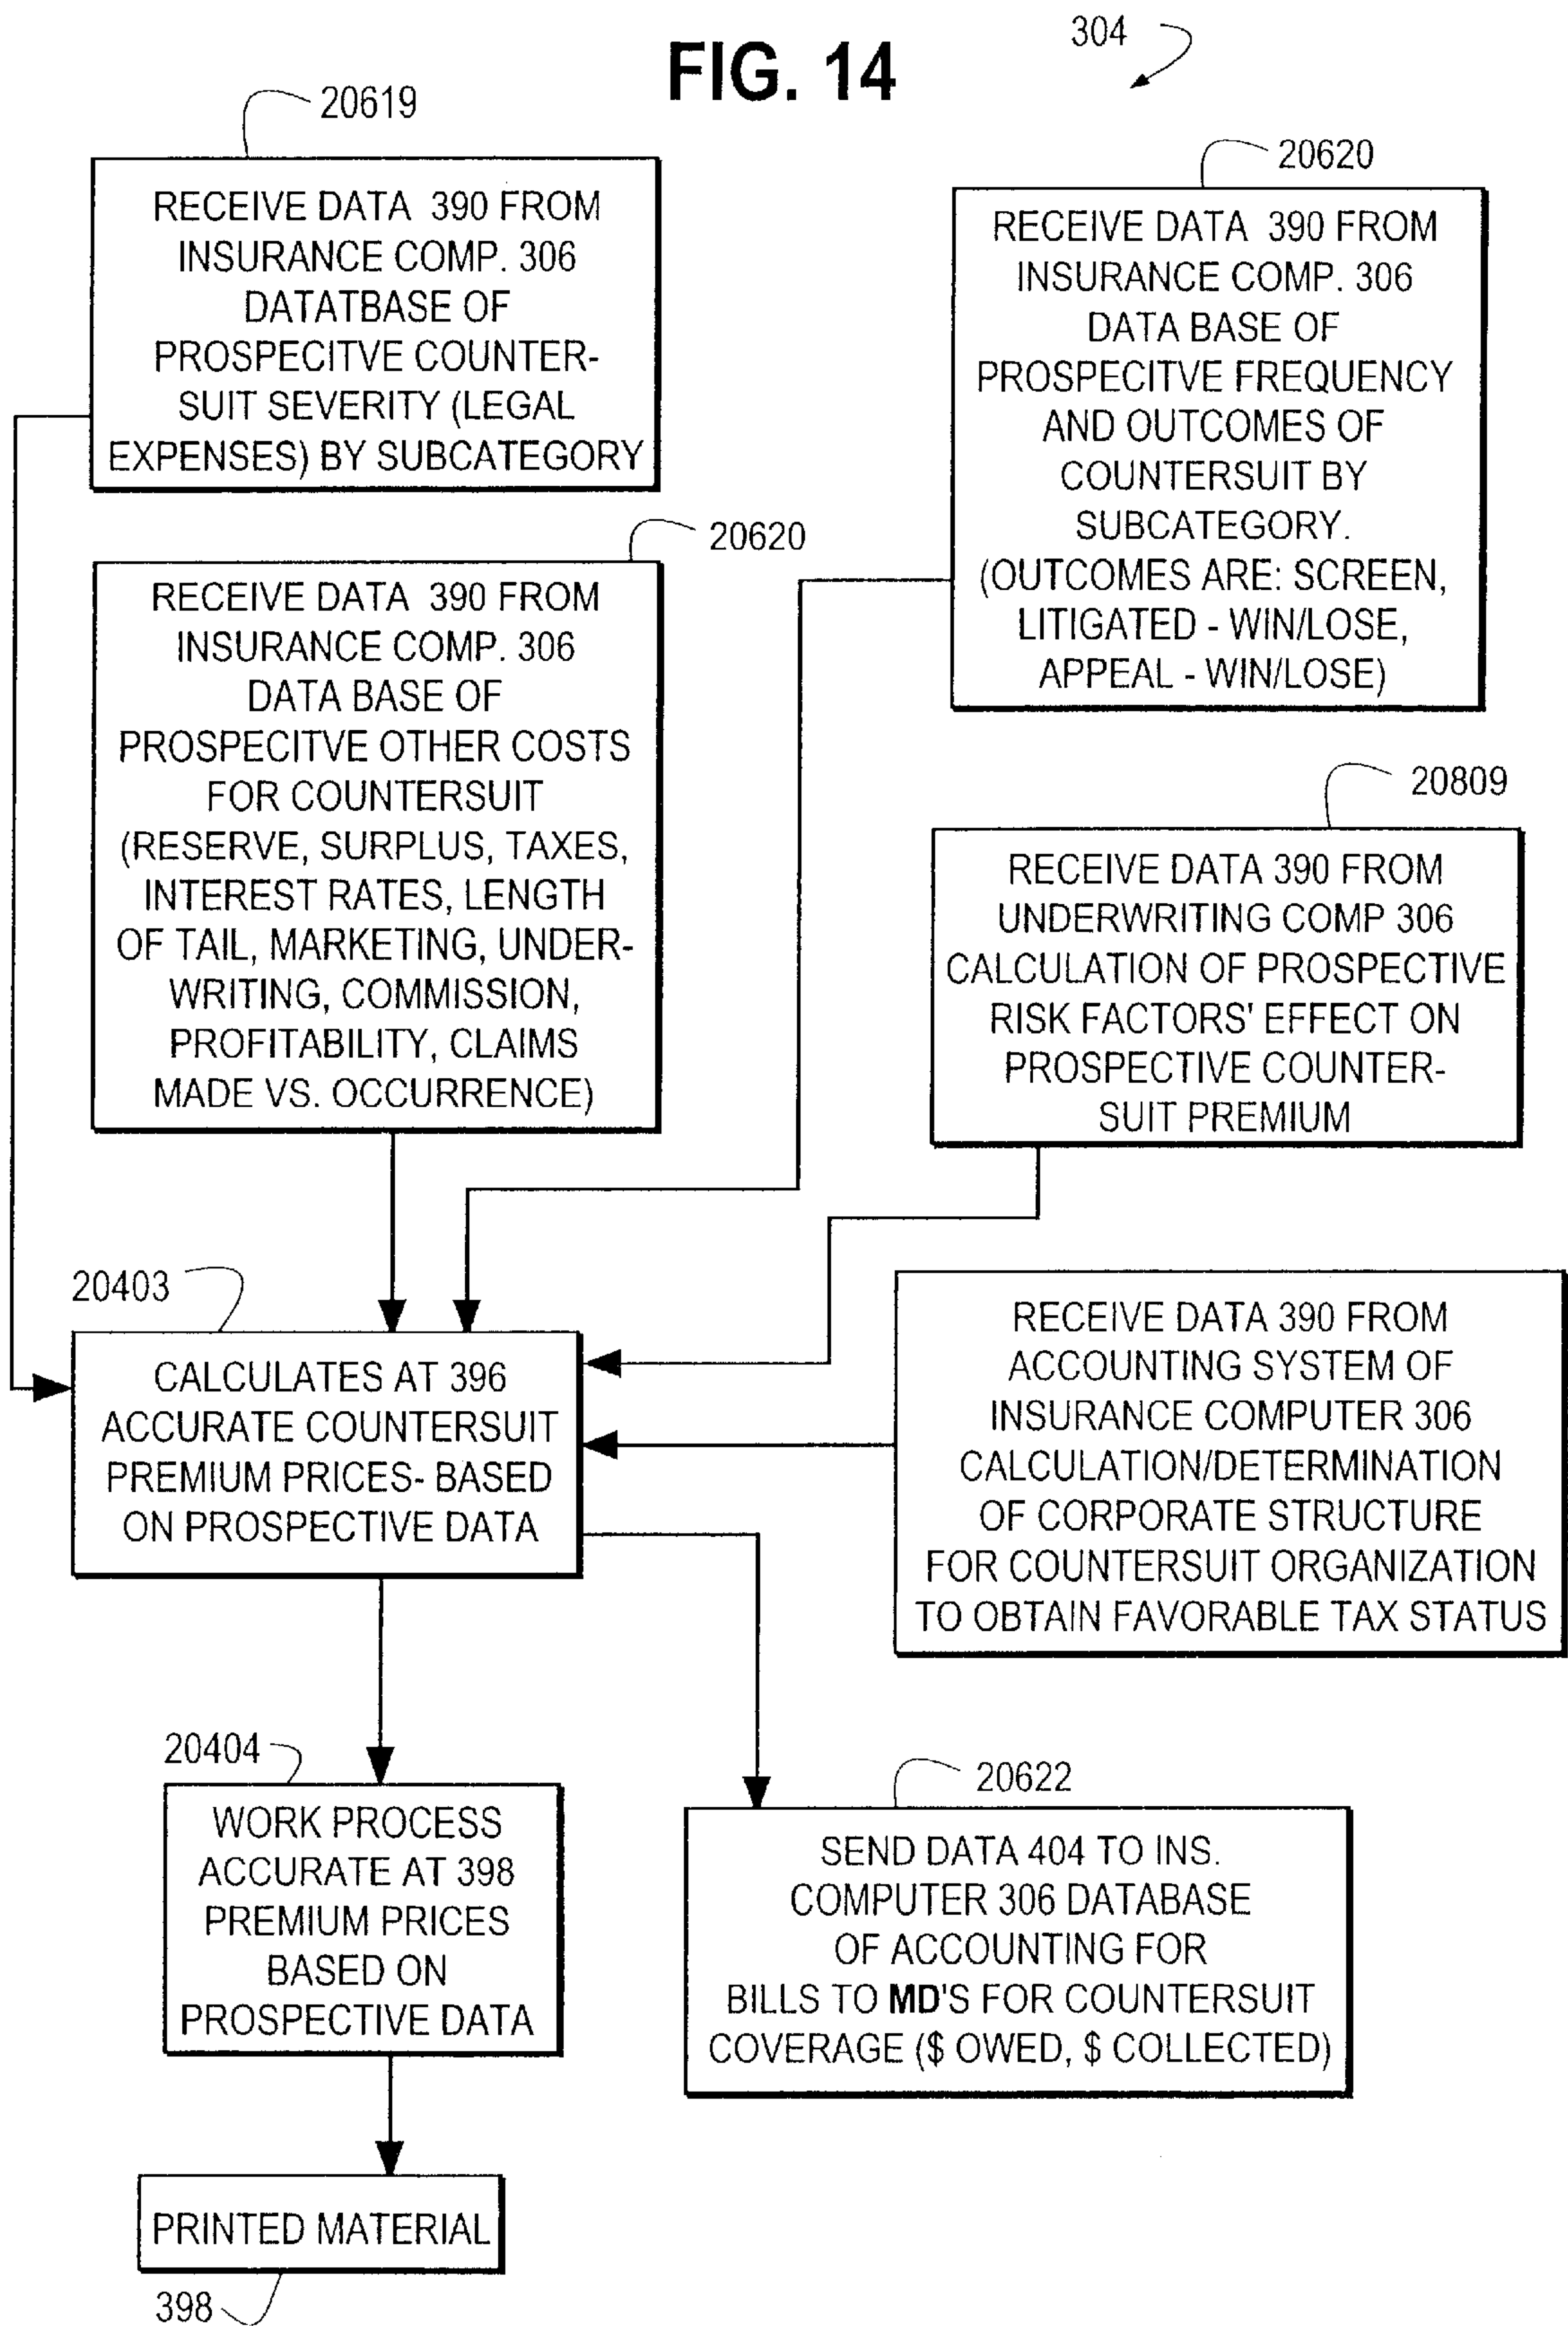 FIG. 14
304
20619
RECEIVE DATA 390 FROM
INSURANCE COMP. 306
DATATBASE OF
PROSPECITVE COUNTER-
SUIT SEVERITY (LEGAL
EXPENSES) BY SUBCATEGORY
20620
RECEIVE DATA 390 FROM
INSURANCE COMP. 306
DATA BASE OF
PROSPECITVE FREQUENCY
AND OUTCOMES OF
COUNTERSUIT BY
SUBCATEGORY.
(OUTCOMES ARE: SCREEN,
LITIGATED - WIN/LOSE,
APPEAL - WIN/LOSE)
20620
RECEIVE DATA 390 FROM
INSURANCE COMP. 306
DATA BASE OF
PROSPECITVE OTHER COSTS
FOR COUNTERSUIT
(RESERVE, SURPLUS, TAXES,
INTEREST RATES, LENGTH
OF TAIL, MARKETING, UNDER-
WRITING, COMMISSION,
PROFITABILITY, CLAIMS
MADE VS. OCCURRENCE)
20809
RECEIVE DATA 390 FROM
UNDERWRITING COMP 306
CALCULATION OF PROSPECTIVE
RISK FACTORS' EFFECT ON
PROSPECTIVE COUNTER-
SUIT PREMIUM
20403
CALCULATES AT 396
ACCURATE COUNTERSUIT
PREMIUM PRICES- BASED
ON PROSPECTIVE DATA
RECEIVE DATA 390 FROM
ACCOUNTING SYSTEM OF
INSURANCE COMPUTER 306
CALCULATION/DETERMINATION
OF CORPORATE STRUCTURE
FOR COUNTERSUIT ORGANIZATION
TO OBTAIN FAVORABLE TAX STATUS
20404
WORK PROCESS
ACCURATE AT 398
PREMIUM PRICES
BASED ON
PROSPECTIVE DATA
20622
SEND DATA 404 TO INS.
COMPUTER 306 DATABASE
OF ACCOUNTING FOR
BILLS TO MD'S FOR COUNTERSUIT
COVERAGE ($ OWED, $ COLLECTED)
PRINTED MATERIAL
398